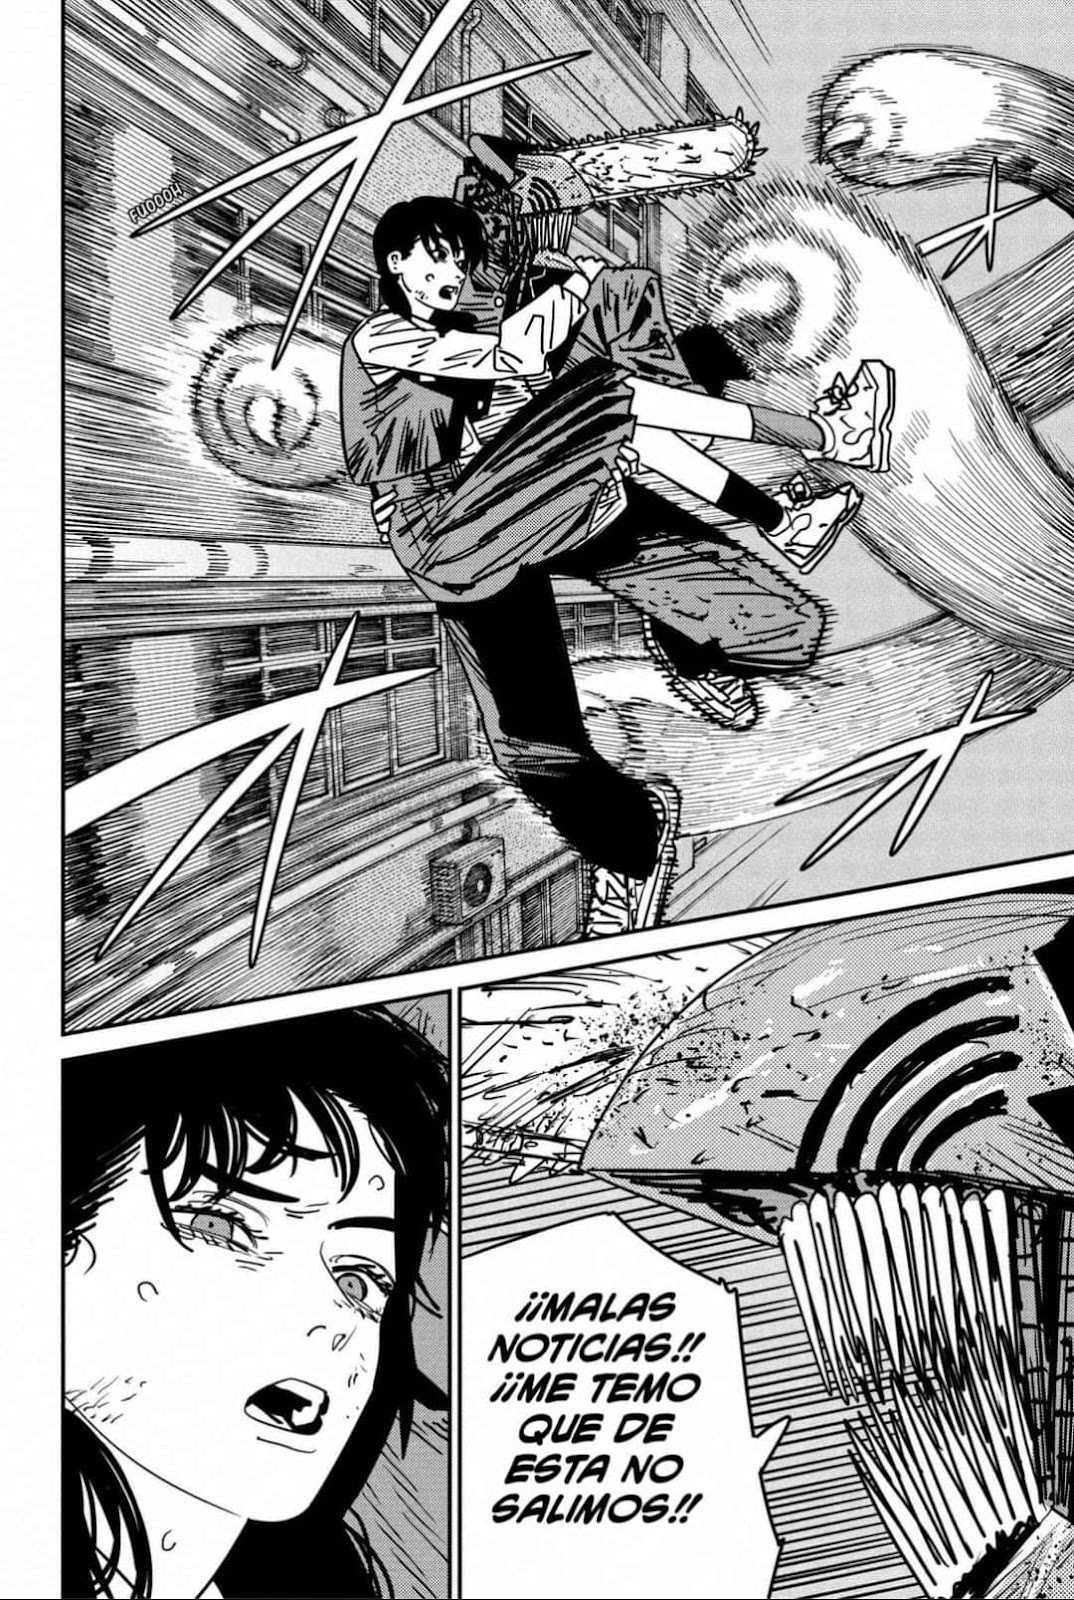 FUOOOH
¡¡MALAS
NOTICIAS!!
¡¡ME TEMO
QUE DE
ESTA NO
SALIMOS!!